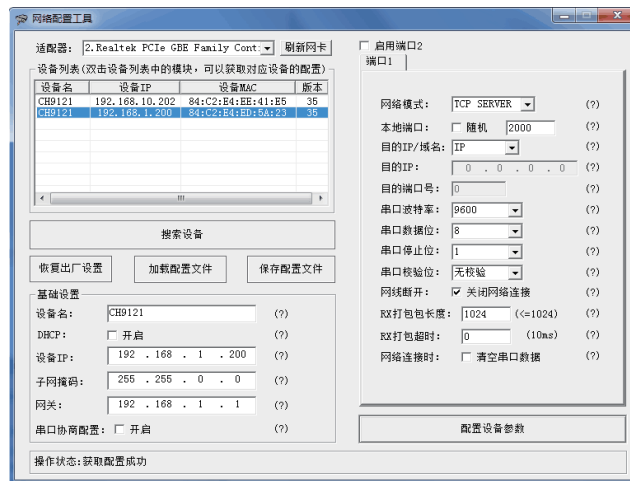 网络配置工具
适配器: 2.Realtek PCIe GBE Family Cont: 刷新网卡
设备列表(双击设备列表中的模块，可以获取对应设备的配置)
设备名 设备IP 设备MAC 版本
CH9121 192.168.10.202 84:C2:E4:EE:41:E5 35
CH9121 192.168.1.200 84:C2:E4:ED:5A:23 35
搜索设备
恢复出厂设置 加载配置文件 保存配置文件
基础设置
设备名: CH9121 (?)
DHCP: 开启 (?)
设备IP: 192 . 168 . 1 . 200 (?)
子网掩码: 255 . 255 . 0 . 0 (?)
网关: 192 . 168 . 1 . 1 (?)
串口协商配置: 开启 (?)
启用端口2
端口1
网络模式: TCP SERVER (?)
本地端口: 随机 2000 (?)
目的IP/域名: IP (?)
目的IP: 0 . 0 . 0 . 0 (?)
目的端口号: 0 (?)
串口波特率: 9600 (?)
串口数据位: 8 (?)
串口停止位: 1 (?)
串口校验位: 无校验 (?)
网线断开: 关闭网络连接 (?)
RX打包包长度: 1024 (<=1024) (?)
RX打包超时: 0 (10ms) (?)
网络连接时: 清空串口数据 (?)
配置设备参数
操作状态:获取配置成功